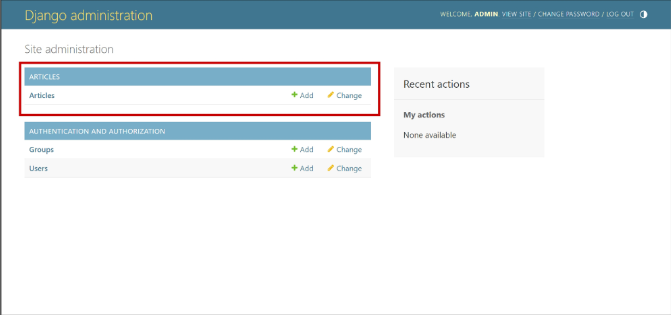 Django administration
WELCOME, ADMIN. VIEW SITE / CHANGE PASSWORD / LOG OUT
Site administration
ARTICLES
Articles Add Change
AUTHENTICATION AND AUTHORIZATION
Groups Add Change
Users Add Change
Recent actions
My actions
None available